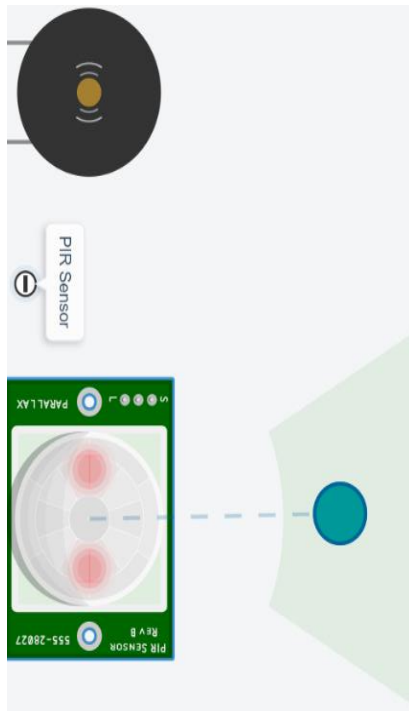 PIR Sensor
PARALLAX
L
S
555-28027
PIR SENSOR
REV B